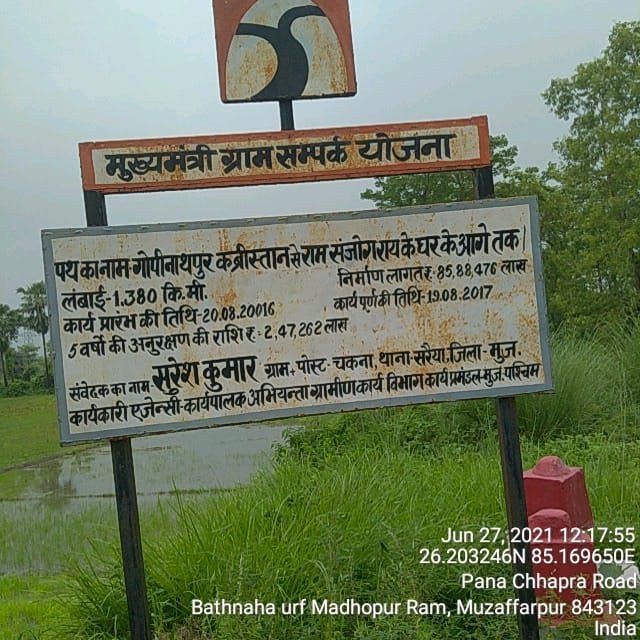 मुख्यमंत्री ग्राम सम्पर्क योजना
पथ का नाम गोपीनाथपुर कब्रीस्तान से राम संजोग राय के घर के आगे तक।
लंबाई-1.380 कि.मी.
निर्माण लागत रु- 85,88,476 लाख
कार्य प्रारंभ की तिथि-20.08.20016
कार्य पूर्ण की तिथि-19.08.2017
5 वर्षो की अनुरक्षण की राशि रु-2,47,262 लाख
संवेदक का नाम सुरेश कुमार ग्राम,-पोस्ट-चकना, थाना-सरैया, जिला-मुज.
कार्यकारी एजेन्सी-कार्यपालक अभियन्ता ग्रामीण कार्य विभाग कार्य प्रमंडल-मुज. पश्चिम
Jun 27, 2021 12:17:55
26.203246N 85.169650E
Pana Chhapra Road
Bathnaha urf Madhopur Ram, Muzaffarpur 843123
India